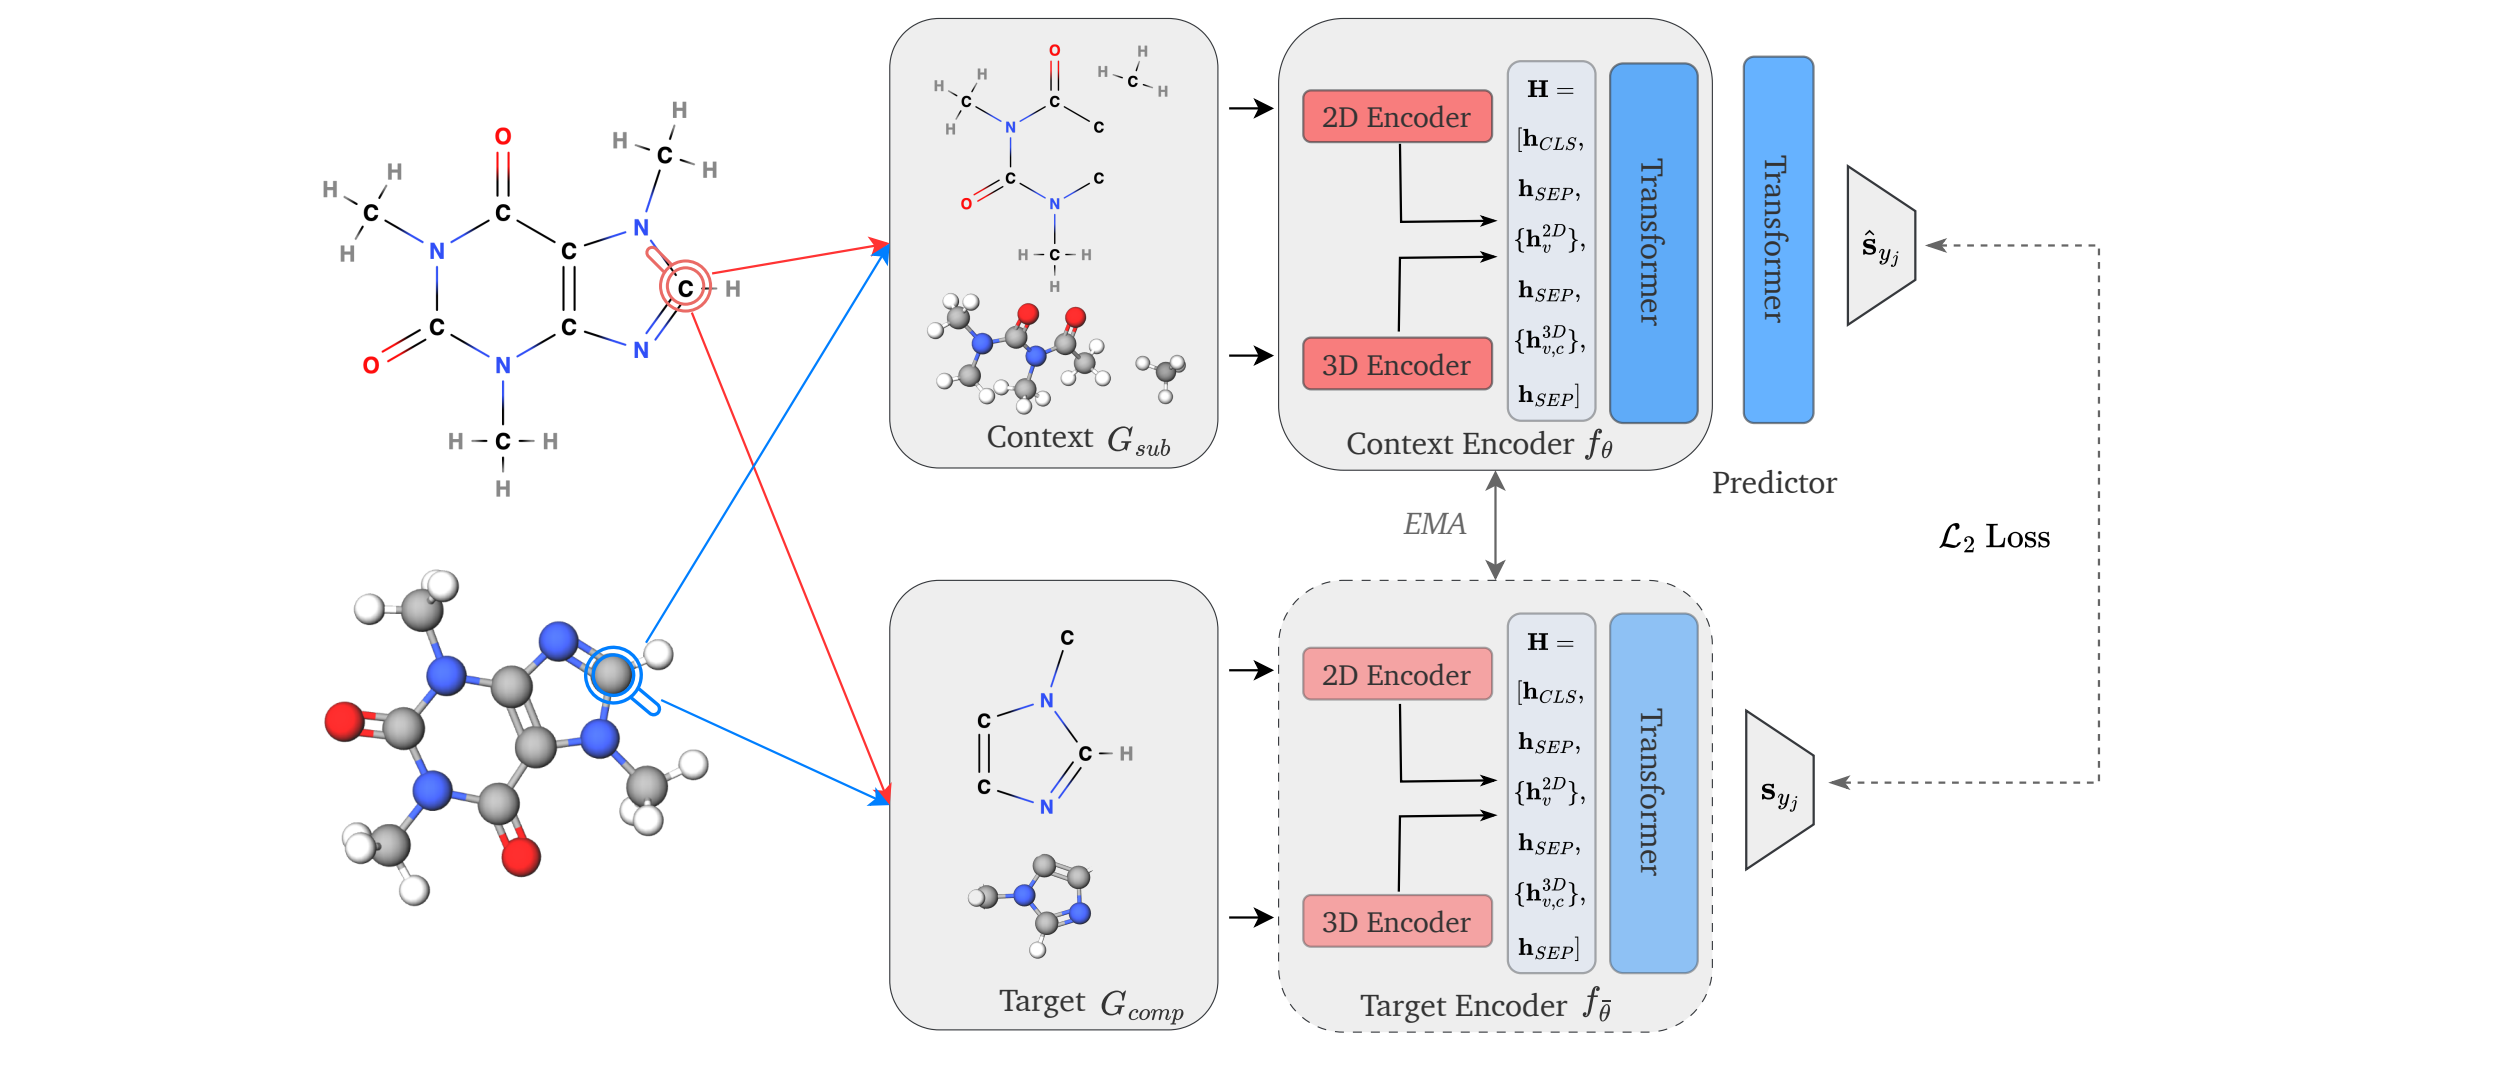 O
H
H
C
H
H
H
C
H
C
N
H
N
C
C
C
H
C
C
N
O
N
H
C
H
H
O
H
H
H
C
H
H
C
C
H
N
C
H
C
C
O
N
H
C
H
H
Context G_sub
2D Encoder
3D Encoder
H =
[h_CLS,
h_SEP,
{h_v^2D},
h_SEP,
{h_v,c^3D},
h_SEP]
Transformer
Context Encoder f_θ
Transformer
Predictor
ŝ_y_j
EMA
ℒ_2 Loss
C
N
C
C
H
C
N
Target G_comp
2D Encoder
3D Encoder
H =
[h_CLS,
h_SEP,
{h_v^2D},
h_SEP,
{h_v,c^3D},
h_SEP]
Transformer
Target Encoder f_θ̄
s_y_j